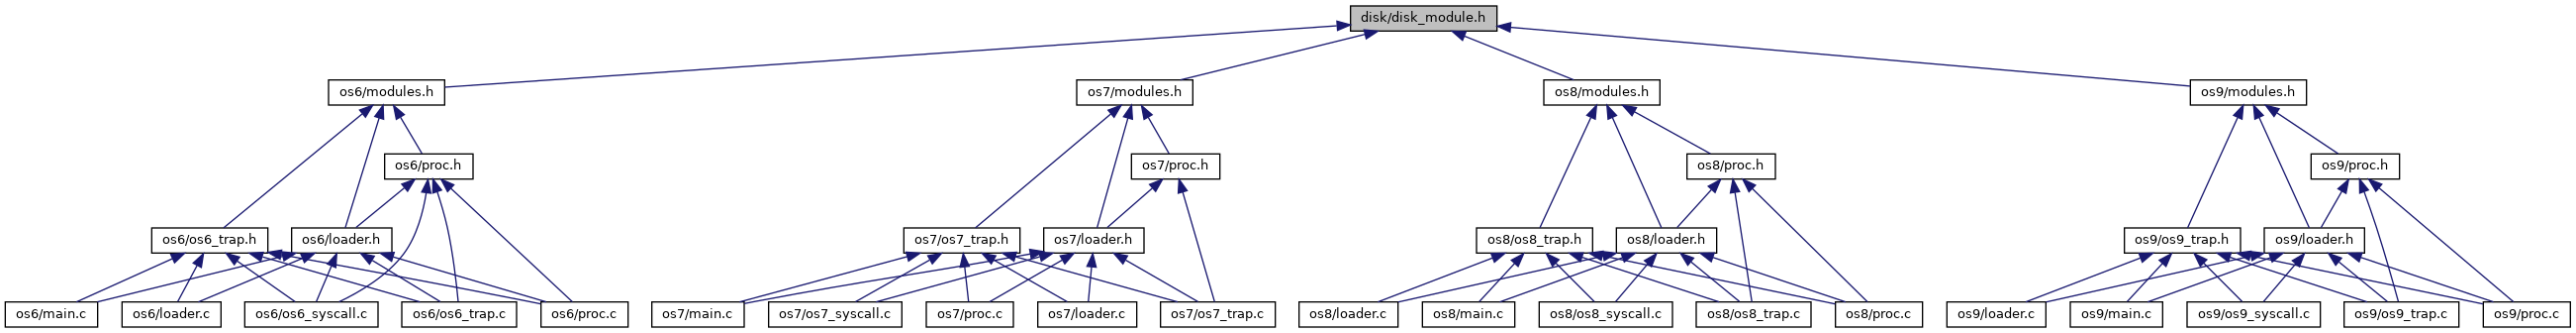 disk/disk_module.h
os6/modules.h
os7/modules.h
os8/modules.h
os9/modules.h
os6/proc.h
os7/proc.h
os8/proc.h
os9/proc.h
os6/os6_trap.h
os6/loader.h
os7/os7_trap.h
os7/loader.h
os8/os8_trap.h
os8/loader.h
os9/os9_trap.h
os9/loader.h
os6/main.c
os6/loader.c
os6/os6_syscall.c
os6/os6_trap.c
os6/proc.c
os7/main.c
os7/os7_syscall.c
os7/proc.c
os7/loader.c
os7/os7_trap.c
os8/loader.c
os8/main.c
os8/os8_syscall.c
os8/os8_trap.c
os8/proc.c
os9/loader.c
os9/main.c
os9/os9_syscall.c
os9/os9_trap.c
os9/proc.c